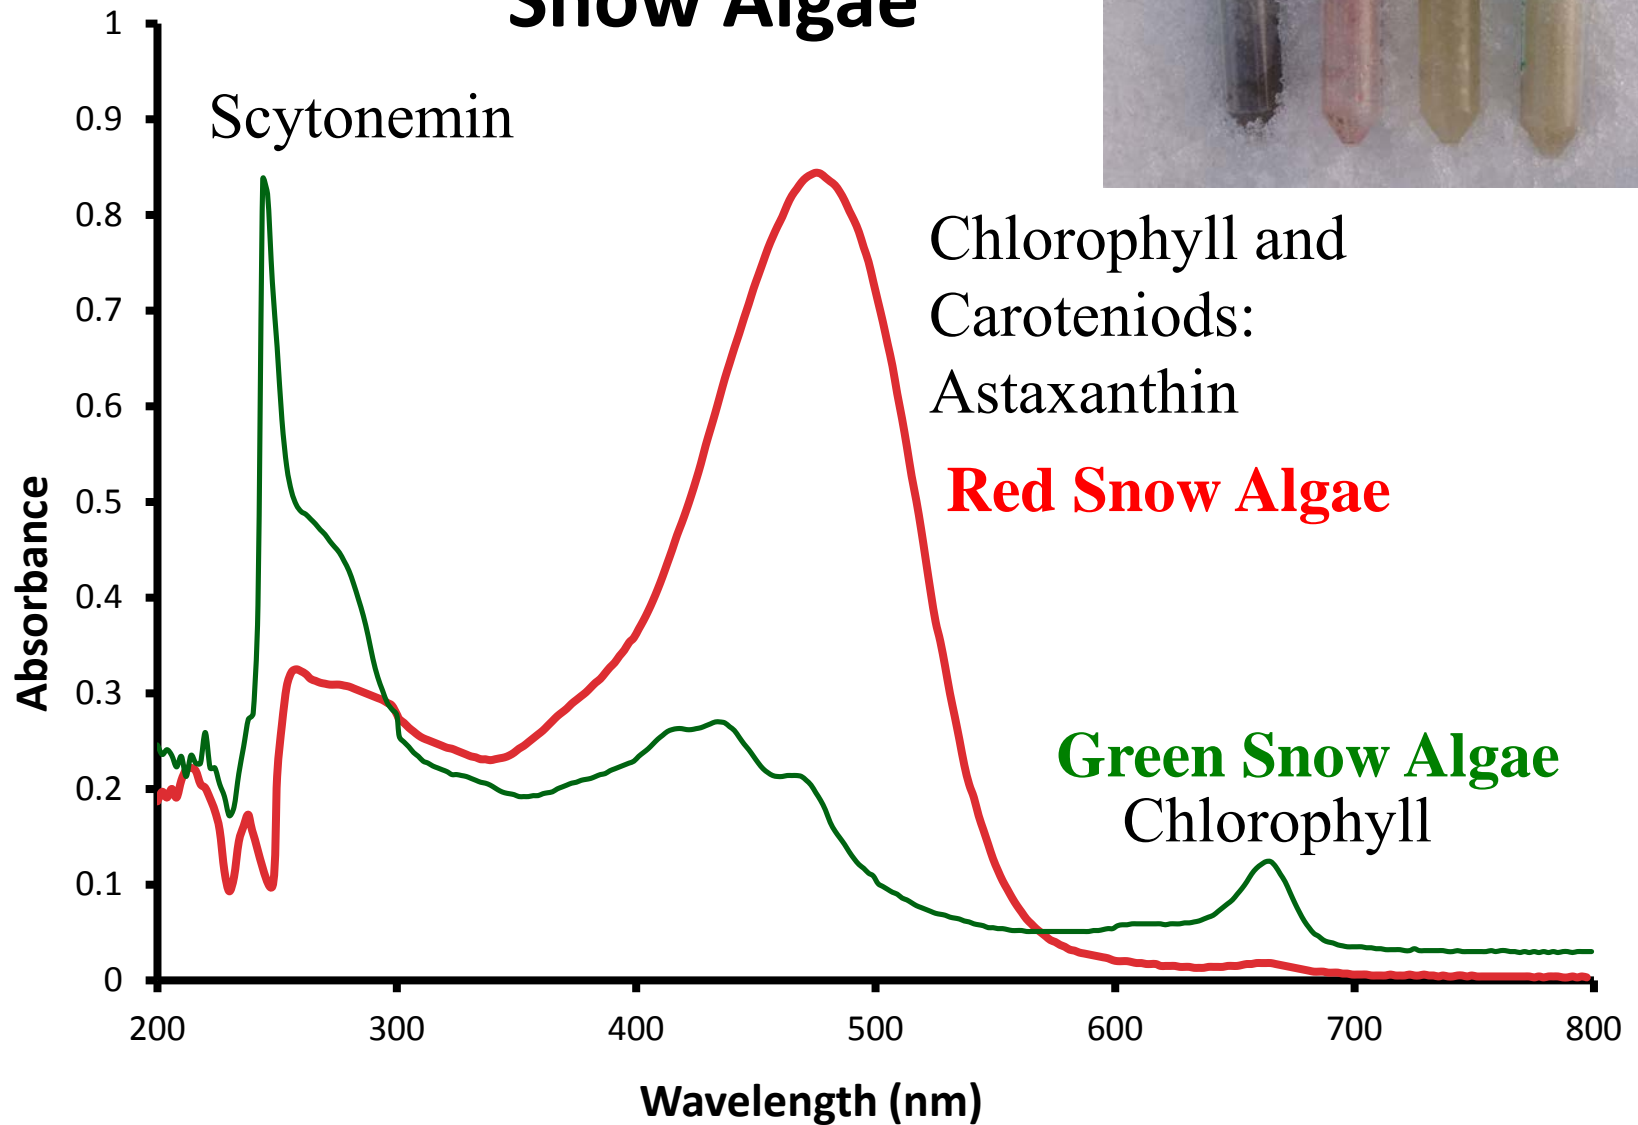 Snow Algae
Scytonemin
Chlorophyll and
Caroteniods:
Astaxanthin
Red Snow Algae
Green Snow Algae
Chlorophyll
Absorbance
1
0.9
0.8
0.7
0.6
0.5
0.4
0.3
0.2
0.1
0
200 300 400 500 600 700 800
Wavelength (nm)